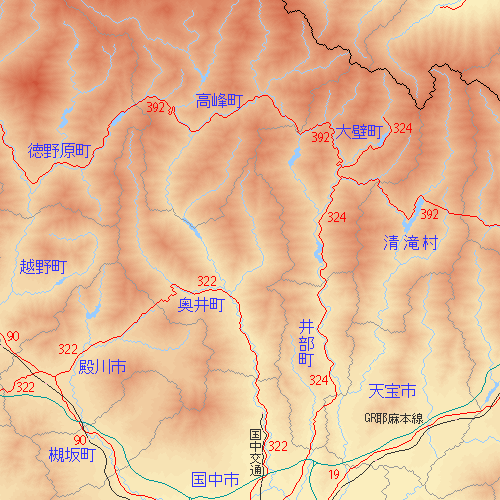 高峰町
392
392
大壁町
324
徳野原町
324
392
清滝村
越野町
322
奥井町
井部町
90
322
殿川市
324
322
天宝市
GR耶麻本線
90
槻坂町
国中交通
322
国中市
19